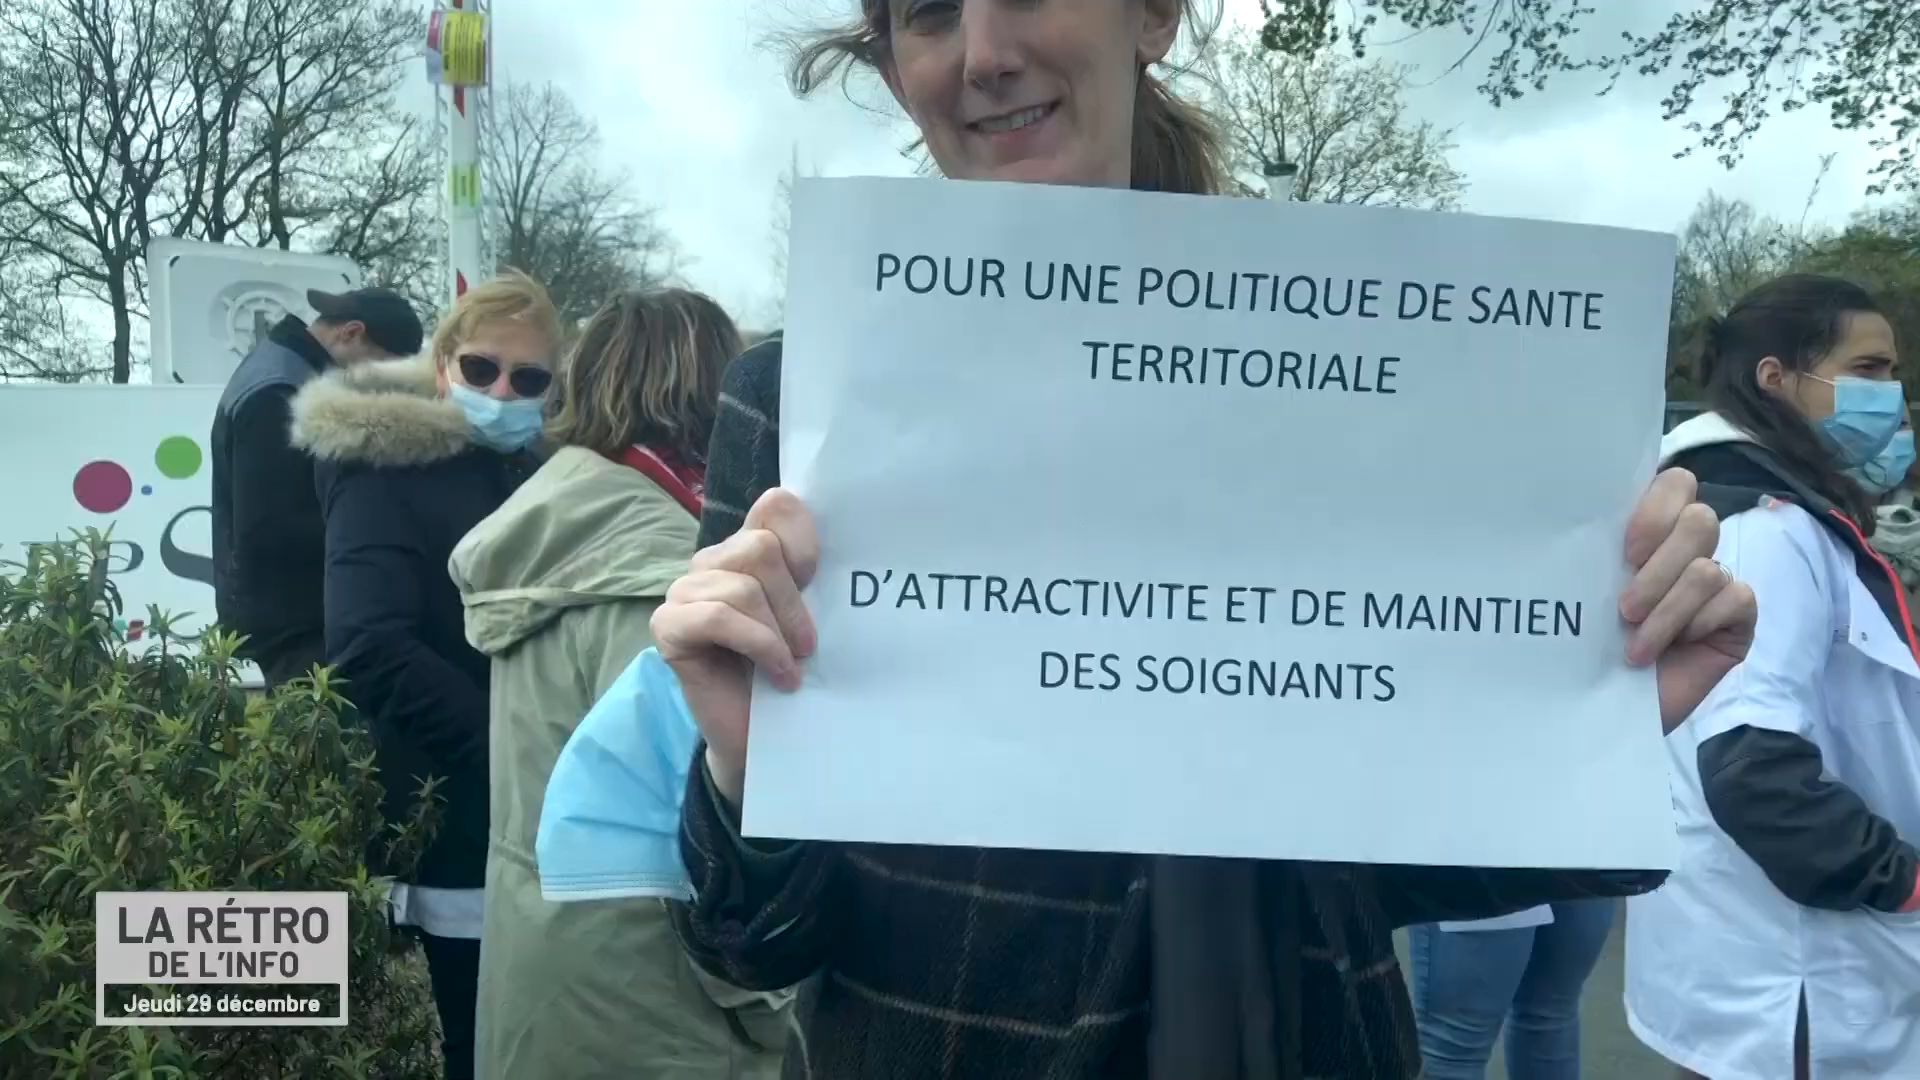 POUR UNE POLITIQUE DE SANTE
TERRITORIALE
D'ATTRACTIVITE ET DE MAINTIEN
DES SOIGNANTS
LA RÉTRO
DE L'INFO
Jeudi 29 décembre